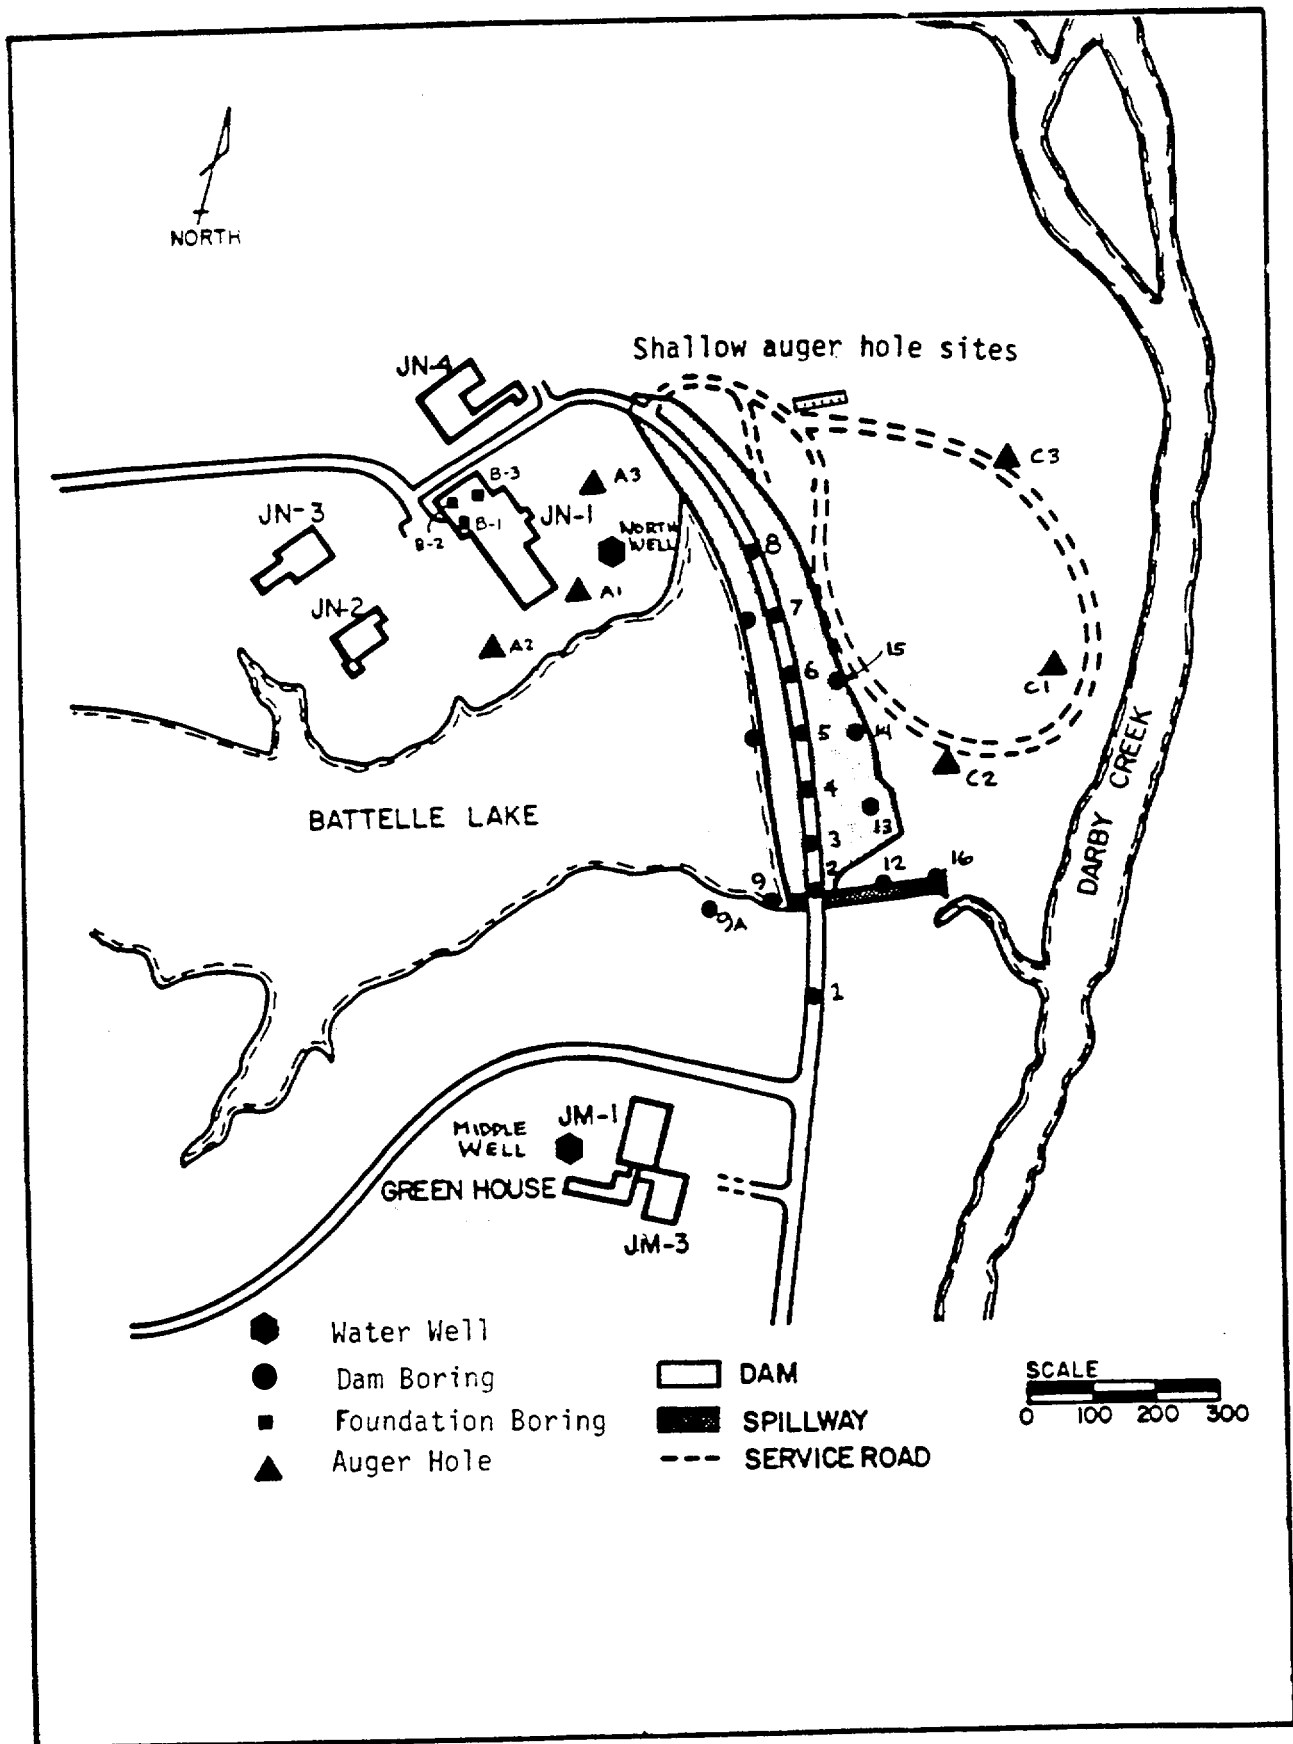 NORTH
Shallow auger hole sites
JN-4
C3
B-3
A3
JN-3
JN-1
B-1
NORTH
WELL
B-2
8
A1
JN-2
7
A2
15
6
C1
5
14
C2
4
BATTELLE LAKE
13
3
DARBY CREEK
2
12
16
9
9A
1
JM-1
MIDDLE
WELL
GREEN HOUSE
JM-3
Water Well
Dam Boring
Foundation Boring
Auger Hole
DAM
SPILLWAY
SERVICE ROAD
SCALE
0 100 200 300